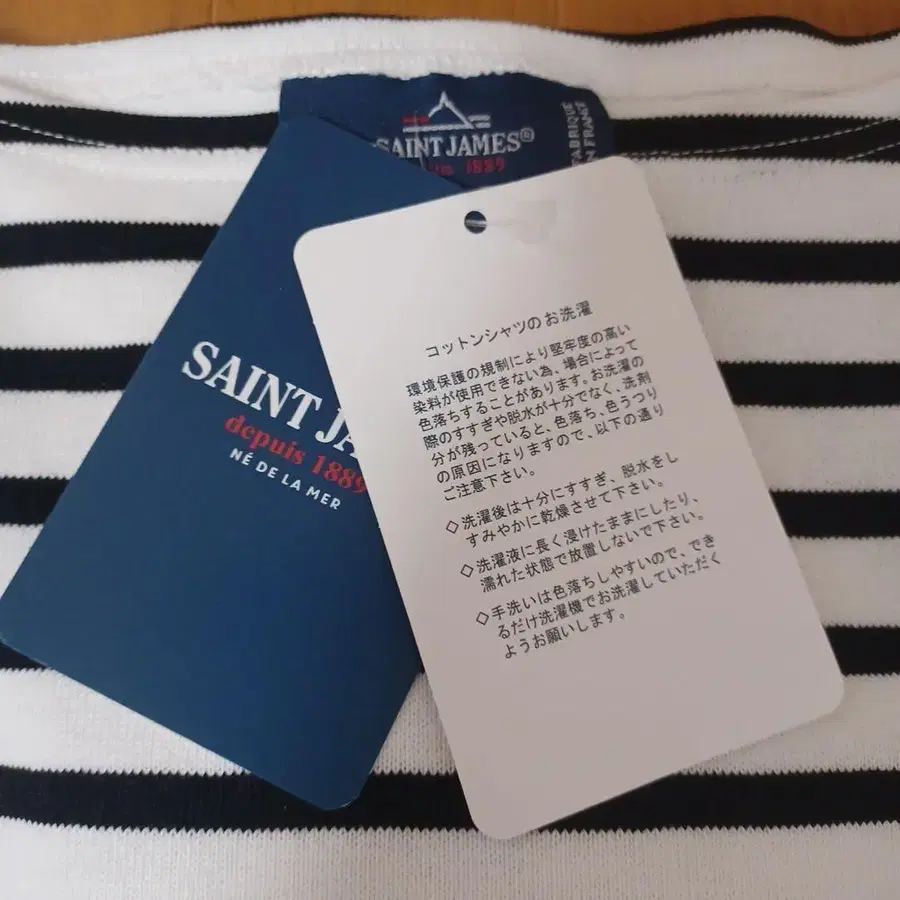 SAINT JAMES®
1889
FABRIQUÉ
EN FRANCE
SAINT JA
depuis 1889
NÉ DE LA MER
コットンシャツのお洗濯
環境保護の規制により堅牢度の高い
染料が使用できない為、場合によって
色落ちすることがあります。お洗濯の
際のすすぎや脱水が十分でなく、洗剤
分が残っていると、色落ち、色うつり
の原因になりますので、以下の通り
ご注意下さい。
◇洗濯後は十分にすすぎ、脱水をし
すみやかに乾燥させて下さい。
◇洗濯液に長く浸けたままにしたり、
濡れた状態で放置しないで下さい。
◇手洗いは色落ちしやすいので、でき
るだけ洗濯機でお洗濯していただく
ようお願いします。